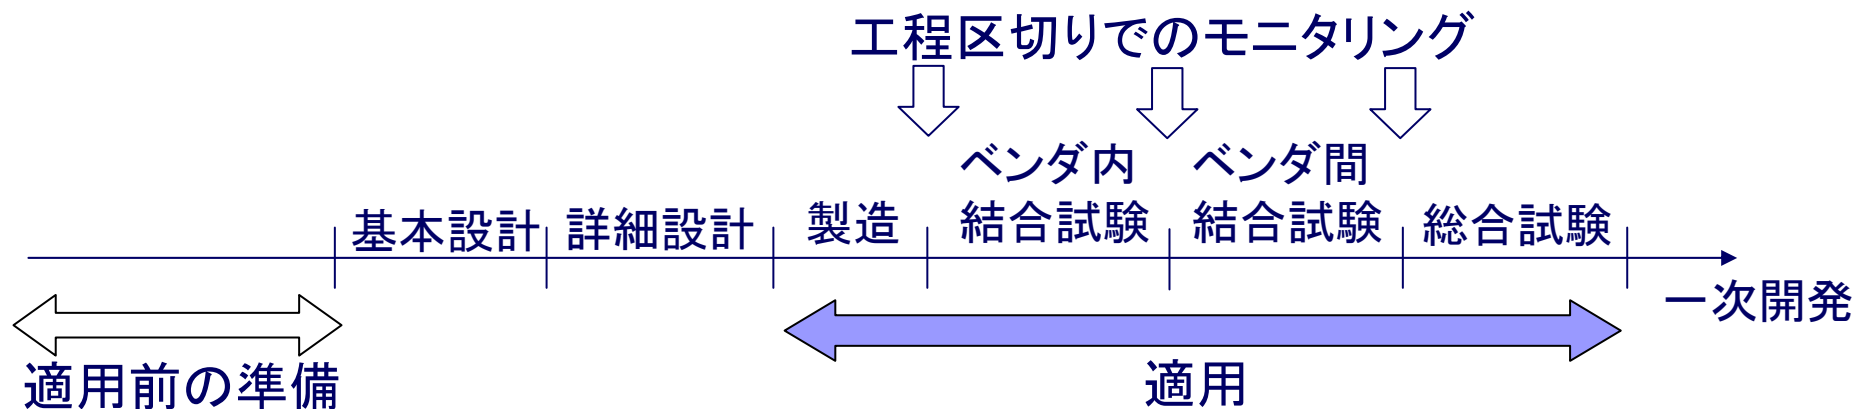 工程区切りでのモニタリング
基本設計
詳細設計
製造
ベンダ内
結合試験
ベンダ間
結合試験
総合試験
一次開発
適用前の準備
適用